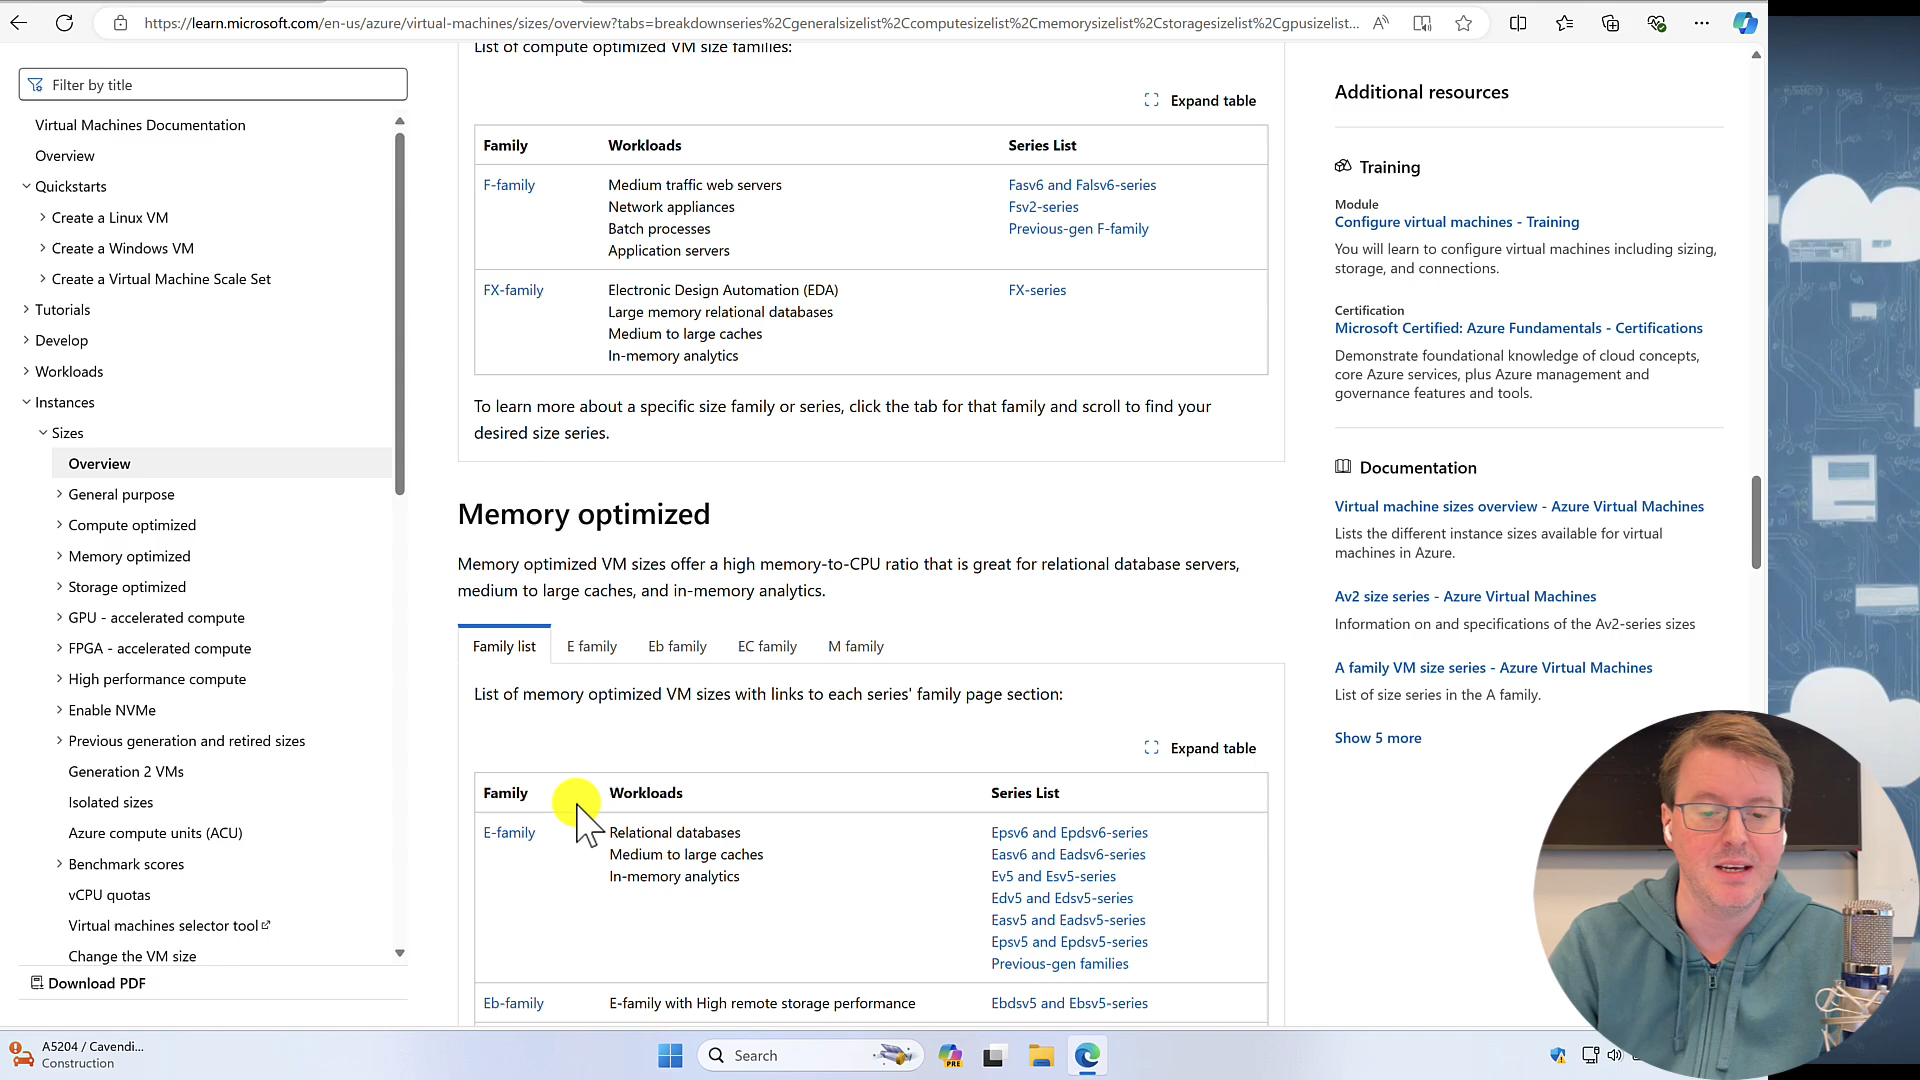 https://learn.microsoft.com/en-us/azure/virtual-machines/sizes/overview?tabs=breakdownseries%2Cgeneralsizelist%2Ccomputesizelist%2Cmemorysizelist%2Cstoragesizelist%2Cgpusizelist...
Filter by title
Virtual Machines Documentation
Overview
Quickstarts
Create a Linux VM
Create a Windows VM
Create a Virtual Machine Scale Set
Tutorials
Develop
Workloads
Instances
Sizes
Overview
General purpose
Compute optimized
Memory optimized
Storage optimized
GPU - accelerated compute
FPGA - accelerated compute
High performance compute
Enable NVMe
Previous generation and retired sizes
Generation 2 VMs
Isolated sizes
Azure compute units (ACU)
Benchmark scores
vCPU quotas
Virtual machines selector tool
Change the VM size
Download PDF
List of compute optimized VM size families:
Expand table
Family Workloads Series List
F-family Medium traffic web servers Fasv6 and Falsv6-series
Network appliances Fsv2-series
Batch processes Previous-gen F-family
Application servers
FX-family Electronic Design Automation (EDA) FX-series
Large memory relational databases
Medium to large caches
In-memory analytics
To learn more about a specific size family or series, click the tab for that family and scroll to find your
desired size series.
Memory optimized
Memory optimized VM sizes offer a high memory-to-CPU ratio that is great for relational database servers,
medium to large caches, and in-memory analytics.
Family list E family Eb family EC family M family
List of memory optimized VM sizes with links to each series' family page section:
Expand table
Family Workloads Series List
E-family Relational databases Epsv6 and Epdsv6-series
Medium to large caches Easv6 and Eadsv6-series
In-memory analytics Ev5 and Esv5-series
Edv5 and Edsv5-series
Easv5 and Eadsv5-series
Epsv5 and Epdsv5-series
Previous-gen families
Eb-family E-family with High remote storage performance Ebdsv5 and Ebsv5-series
Additional resources
Training
Module
Configure virtual machines - Training
You will learn to configure virtual machines including sizing,
storage, and connections.
Certification
Microsoft Certified: Azure Fundamentals - Certifications
Demonstrate foundational knowledge of cloud concepts,
core Azure services, plus Azure management and
governance features and tools.
Documentation
Virtual machine sizes overview - Azure Virtual Machines
Lists the different instance sizes available for virtual
machines in Azure.
Av2 size series - Azure Virtual Machines
Information on and specifications of the Av2-series sizes
A family VM size series - Azure Virtual Machines
List of size series in the A family.
Show 5 more
A5204 / Cavendi...
Construction
Search
PRE